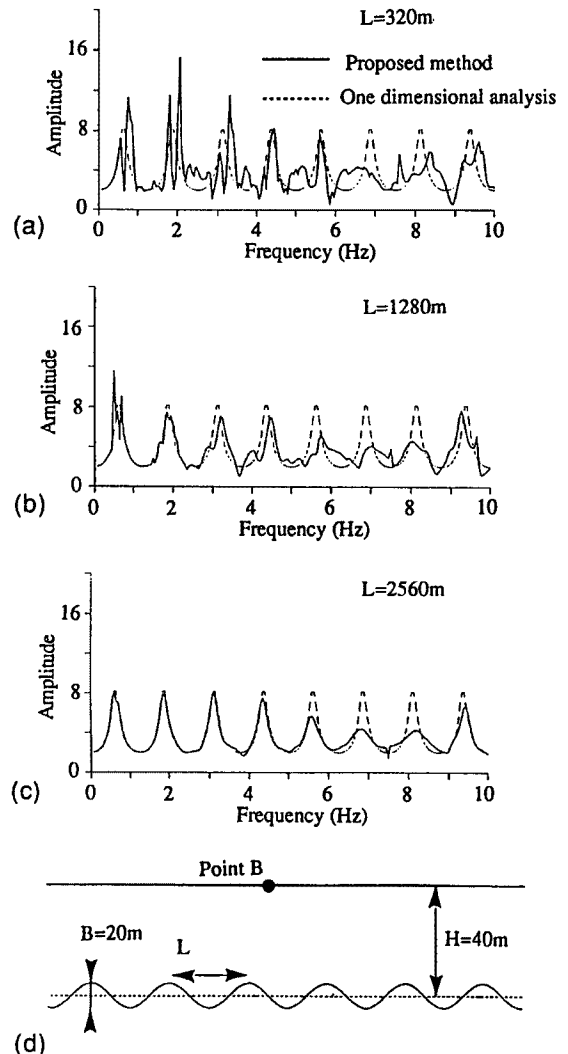 L=320m
16
Proposed method
One dimensional analysis
8
Amplitude
0
0 2 4 6 8 10
Frequency (Hz)
(a)
L=1280m
16
Amplitude
8
0
0 2 4 6 8 10
Frequency (Hz)
(b)
L=2560m
16
Amplitude
8
0
0 2 4 6 8 10
Frequency (Hz)
(c)
Point B
B=20m
L
H=40m
(d)